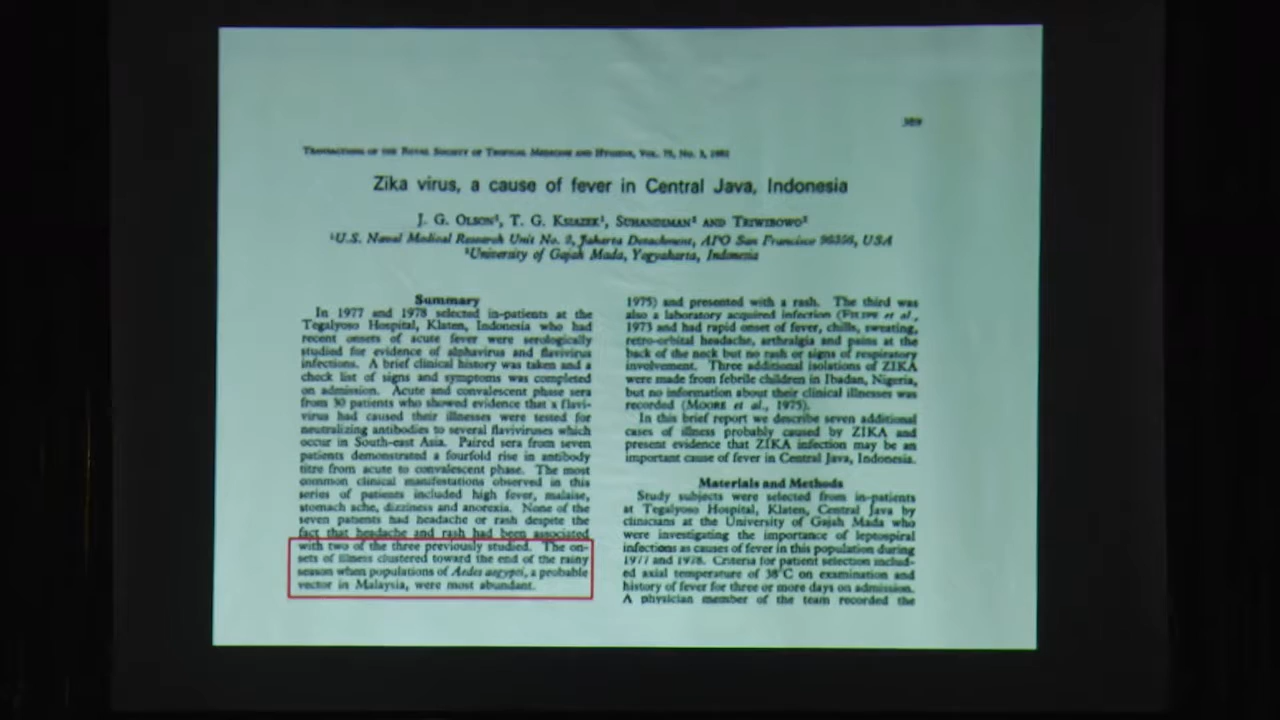 389
TRANSACTIONS OF THE ROYAL SOCIETY OF TROPICAL MEDICINE AND HYGIENE, VOL. 75, No. 3, 1981
Zika virus, a cause of fever in Central Java, Indonesia
J. G. OLSON¹, T. G. KSIAZEK¹, SUHANDIMAN² AND TRIWIBOWO²
¹U.S. Naval Medical Research Unit No. 2, Jakarta Detachment, APO San Francisco 96356, USA
²University of Gajah Mada, Yogyakarta, Indonesia
Summary
In 1977 and 1978 selected in-patients at the
Tegalyoso Hospital, Klaten, Indonesia who had
recent onsets of acute fever were serologically
studied for evidence of alphavirus and flavivirus
infections. A brief clinical history was taken and a
check list of signs and symptoms was completed
on admission. Acute and convalescent phase sera
from 30 patients who showed evidence that a flavi-
virus had caused their illnesses were tested for
neutralizing antibodies to several flaviviruses which
occur in South-east Asia. Paired sera from seven
patients demonstrated a fourfold rise in antibody
titre from acute to convalescent phase. The most
common clinical manifestations observed in this
series of patients included high fever, malaise,
stomach ache, dizziness and anorexia. None of the
seven patients had headache or rash despite the
fact that headache and rash had been associated
with two of the three previously studied. The on-
sets of illness clustered toward the end of the rainy
season when populations of Aedes aegypti, a probable
vector in Malaysia, were most abundant.
1975) and presented with a rash. The third was
also a laboratory acquired infection (FILIPE et al.,
1973 and had rapid onset of fever, chills, sweating,
retro-orbital headache, arthralgia and pains at the
back of the neck but no rash or signs of respiratory
involvement. Three additional isolations of ZIKA
were made from febrile children in Ibadan, Nigeria,
but no information about their clinical illnesses was
recorded (MOORE et al., 1975).
In this brief report we describe seven additional
cases of illness probably caused by ZIKA and
present evidence that ZIKA infection may be an
important cause of fever in Central Java, Indonesia.
Materials and Methods
Study subjects were selected from in-patients
at Tegalyoso Hospital, Klaten, Central Java by
clinicians at the University of Gajah Mada who
were investigating the importance of leptospiral
infections as causes of fever in this population during
1977 and 1978. Criteria for patient selection includ-
ed axial temperature of 38°C on examination and
history of fever for three or more days on admission.
A physician member of the team recorded the